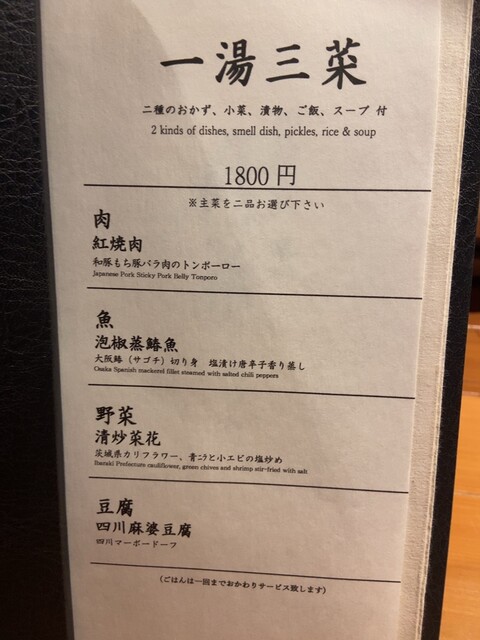 一湯三菜
二種のおかず、小菜、漬物、ご飯、スープ 付
2 kinds of dishes, smell dish, pickles, rice & soup
1800 円
※主菜を二品お選び下さい
肉
紅焼肉
和豚もち豚バラ肉のトンポーロー
Japanese Pork Sticky Pork Belly Tonporo
魚
泡椒蒸鰆魚
大阪鰆（サゴチ）切り身　塩漬け唐辛子香り蒸し
Osaka Spanish mackerel fillet steamed with salted chili peppers
野菜
清炒菜花
茨城県カリフラワー、青ニラと小エビの塩炒め
Ibaraki Prefecture cauliflower, green chives and shrimp stir-fried with salt
豆腐
四川麻婆豆腐
四川マーボードーフ
(ごはんは一回までおかわりサービス致します)